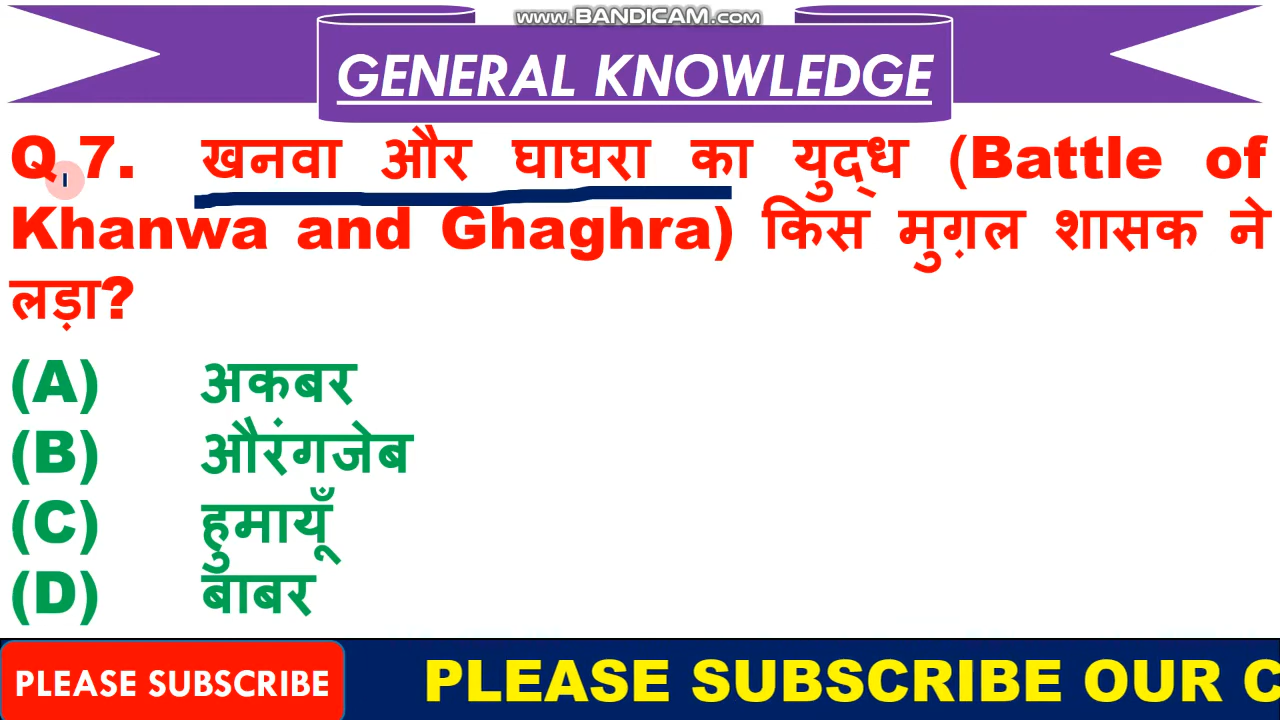 www.BANDICAM.com
GENERAL KNOWLEDGE
Q.7. खनवा और घाघरा का युद्ध (Battle of
Khanwa and Ghaghra) किस मुग़ल शासक ने
लड़ा?
(A) अकबर
(B) औरंगजेब
(C) हुमायूँ
(D) बाबर
PLEASE SUBSCRIBE PLEASE SUBSCRIBE OUR C